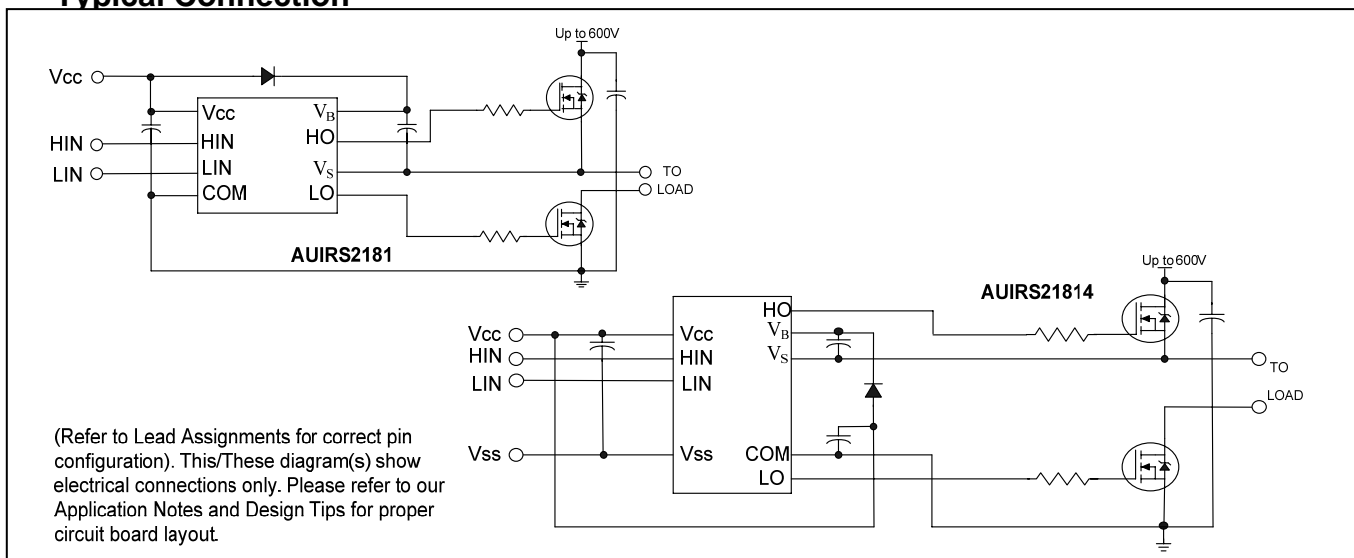 Typical Connection
Up to 600V
Vcc
Vcc
VB
HO
HIN
HIN
LIN
LIN
VS
TO
COM
LO
LOAD
AUIRS2181
Up to 600V
AUIRS21814
HO
Vcc
Vcc
VB
HIN
HIN
VS
LIN
LIN
TO
LOAD
Vss
Vss
COM
LO
(Refer to Lead Assignments for correct pin
configuration). This/These diagram(s) show
electrical connections only. Please refer to our
Application Notes and Design Tips for proper
circuit board layout.